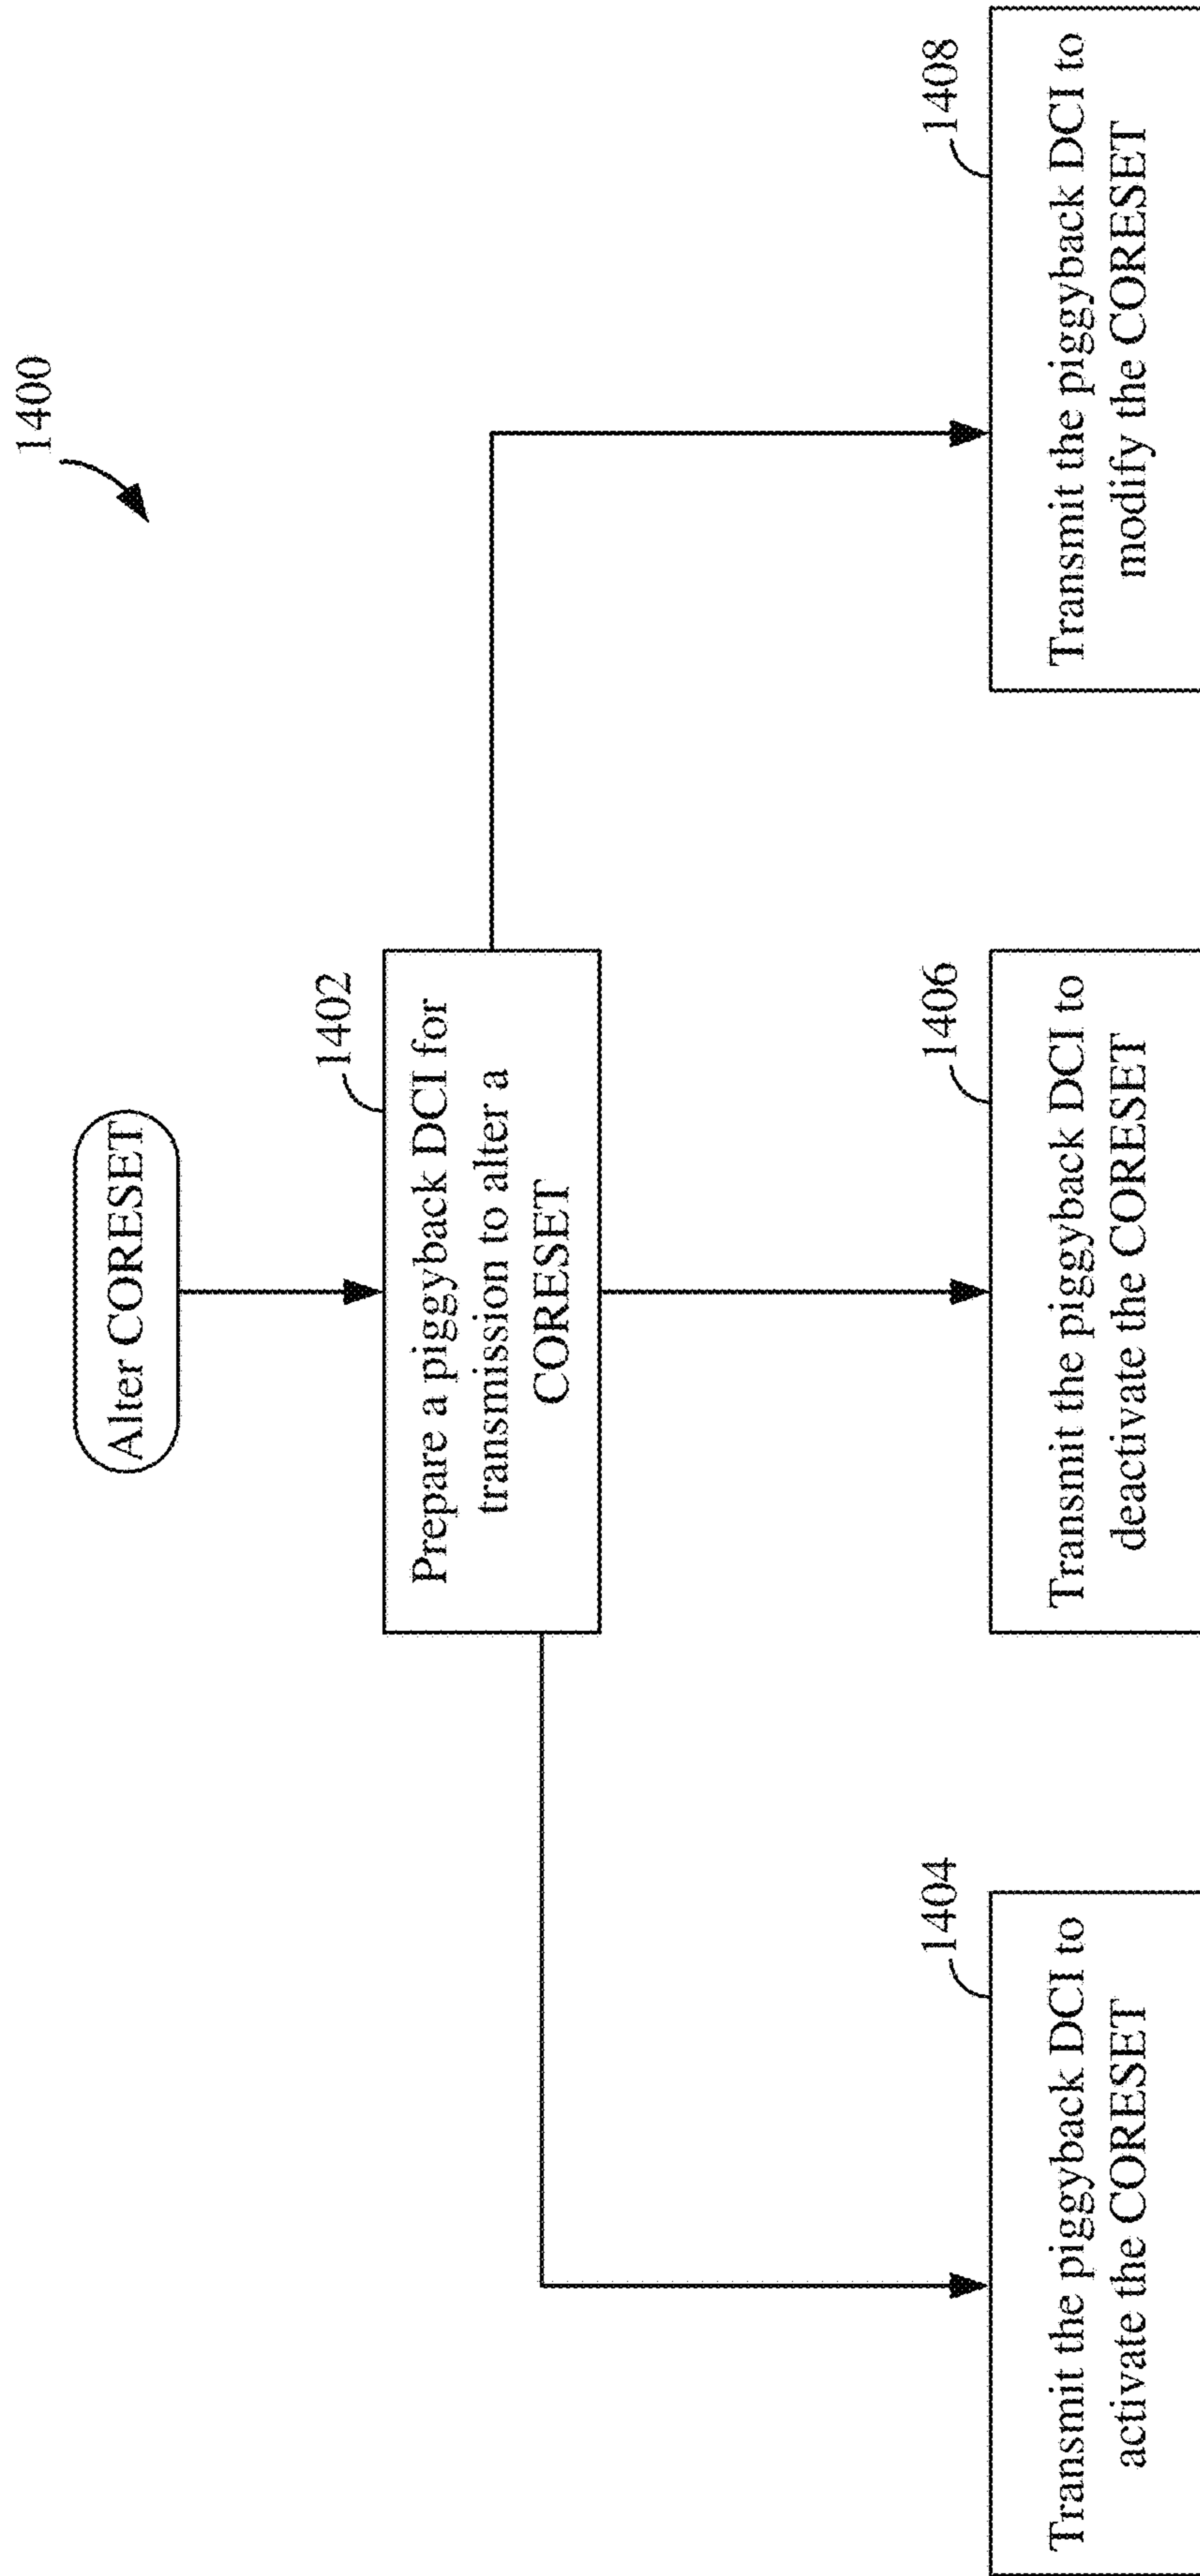 1400
Alter CORESET
1402
Prepare a piggyback DCI for
transmission to alter a
CORESET
1404
Transmit the piggyback DCI to
activate the CORESET
1406
Transmit the piggyback DCI to
deactivate the CORESET
1408
Transmit the piggyback DCI to
modify the CORESET